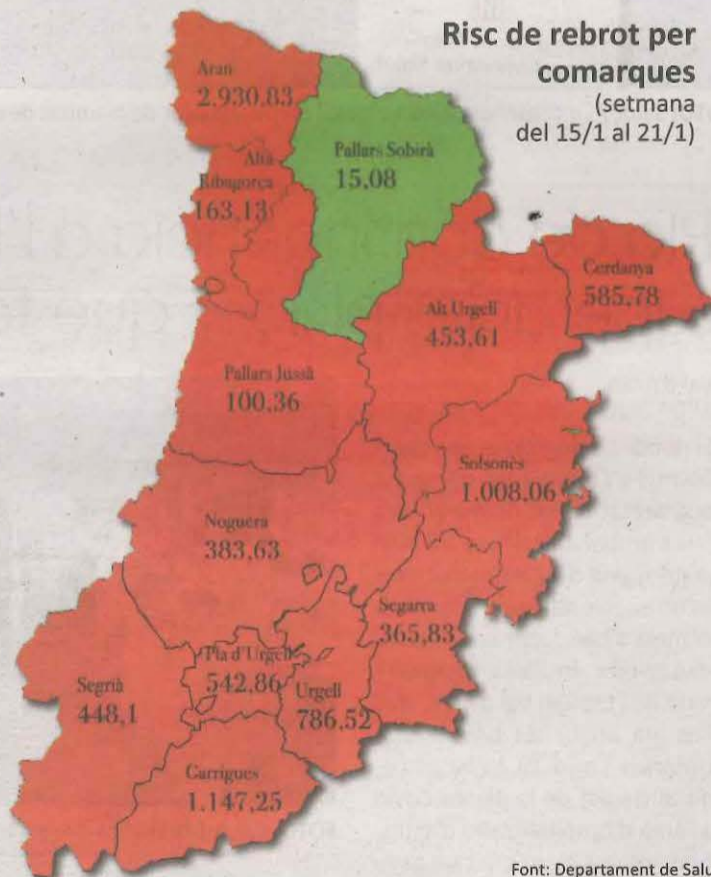 Risc de rebrot per
comarques
(setmana
del 15/1 al 21/1)
Aran
2.930,83
Pallars Sobirà
15,08
Alta
Ribagorça
163,13
Cerdanya
585,78
Alt Urgell
453,61
Pallars Jussà
100,36
Solsonès
1.008,06
Noguera
383,63
Segarra
365,83
Pla d'Urgell
542,86
Urgell
786,52
Segrià
448,1
Garrigues
1.147,25
Font: Departament de Salu